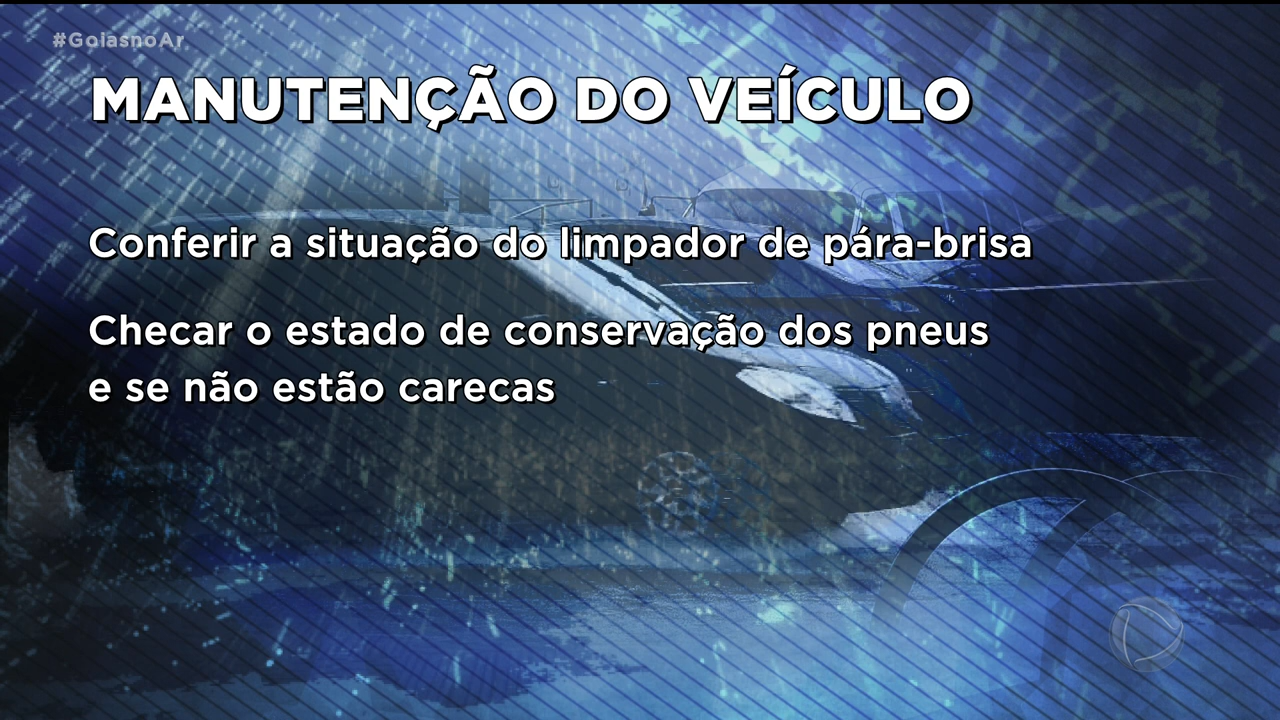 #GoiasnoAr
MANUTENÇÃO DO VEÍCULO
Conferir a situação do limpador de pára-brisa
Checar o estado de conservação dos pneus
e se não estão carecas